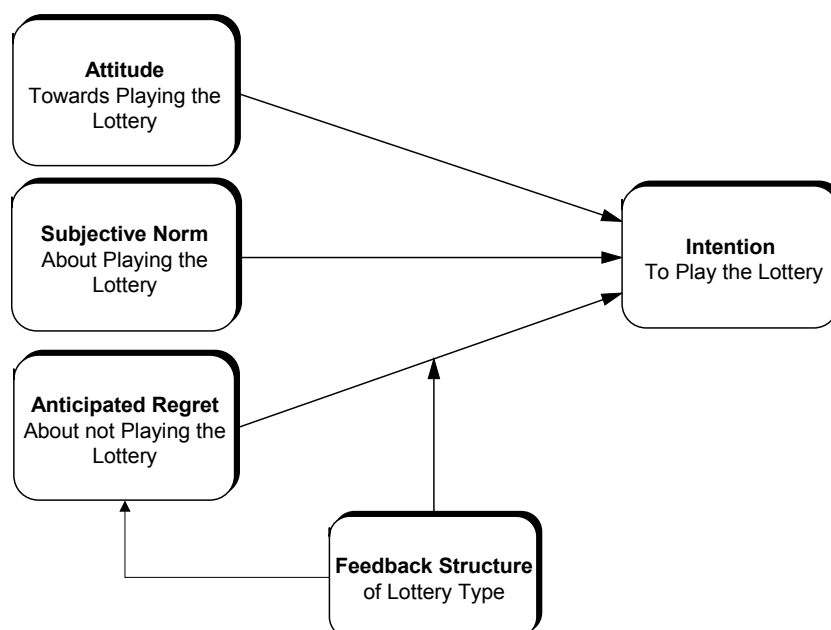 Attitude
Towards Playing the
Lottery
Subjective Norm
About Playing the
Lottery
Intention
To Play the Lottery
Anticipated Regret
About not Playing the
Lottery
Feedback Structure
of Lottery Type